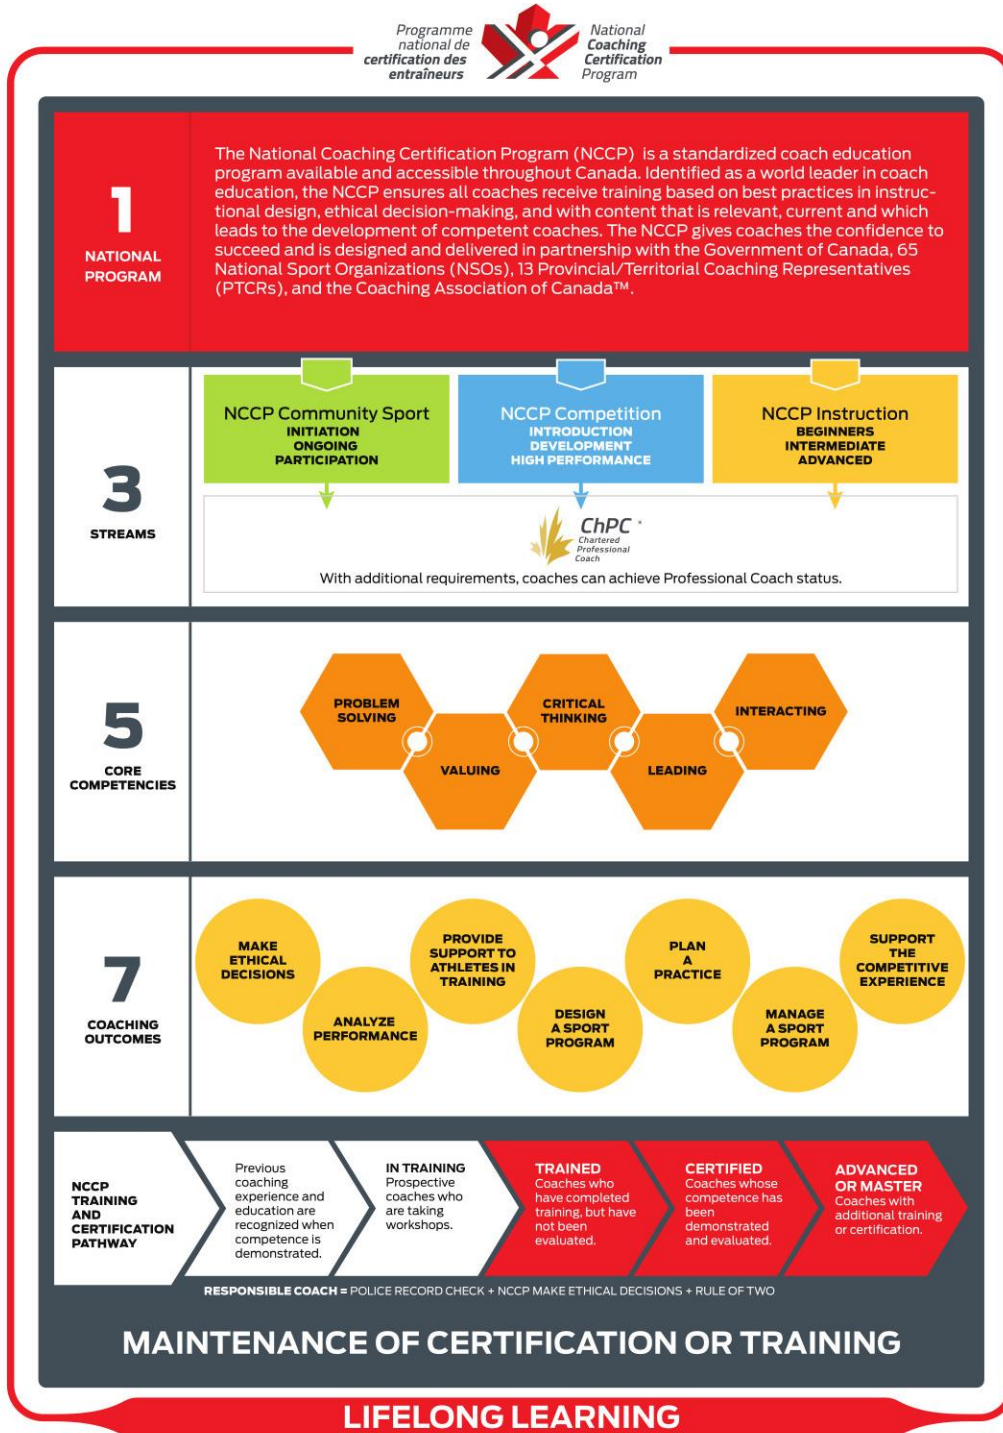 Programme
national de
certification des
entraîneurs
National
Coaching
Certification
Program
1
NATIONAL
PROGRAM
The National Coaching Certification Program (NCCP) is a standardized coach education
program available and accessible throughout Canada. Identified as a world leader in coach
education, the NCCP ensures all coaches receive training based on best practices in instruc-
tional design, ethical decision-making, and with content that is relevant, current and which
leads to the development of competent coaches. The NCCP gives coaches the confidence to
succeed and is designed and delivered in partnership with the Government of Canada, 65
National Sport Organizations (NSOs), 13 Provincial/Territorial Coaching Representatives
(PTCRs), and the Coaching Association of Canada™.
3
STREAMS
NCCP Community Sport
INITIATION
ONGOING
PARTICIPATION
NCCP Competition
INTRODUCTION
DEVELOPMENT
HIGH PERFORMANCE
NCCP Instruction
BEGINNERS
INTERMEDIATE
ADVANCED
ChPC
Chartered
Professional
Coach
With additional requirements, coaches can achieve Professional Coach status.
5
CORE
COMPETENCIES
PROBLEM
SOLVING
VALUING
CRITICAL
THINKING
LEADING
INTERACTING
7
COACHING
OUTCOMES
MAKE
ETHICAL
DECISIONS
ANALYZE
PERFORMANCE
PROVIDE
SUPPORT TO
ATHLETES IN
TRAINING
DESIGN
A SPORT
PROGRAM
PLAN
A
PRACTICE
MANAGE
A SPORT
PROGRAM
SUPPORT
THE
COMPETITIVE
EXPERIENCE
NCCP
TRAINING
AND
CERTIFICATION
PATHWAY
Previous
coaching
experience and
education are
recognized when
competence is
demonstrated.
IN TRAINING
Prospective
coaches who
are taking
workshops.
TRAINED
Coaches who
have completed
training, but have
not been
evaluated.
CERTIFIED
Coaches whose
competence has
been
demonstrated
and evaluated.
ADVANCED
OR MASTER
Coaches with
additional training
or certification.
RESPONSIBLE COACH = POLICE RECORD CHECK + NCCP MAKE ETHICAL DECISIONS + RULE OF TWO
MAINTENANCE OF CERTIFICATION OR TRAINING
LIFELONG LEARNING